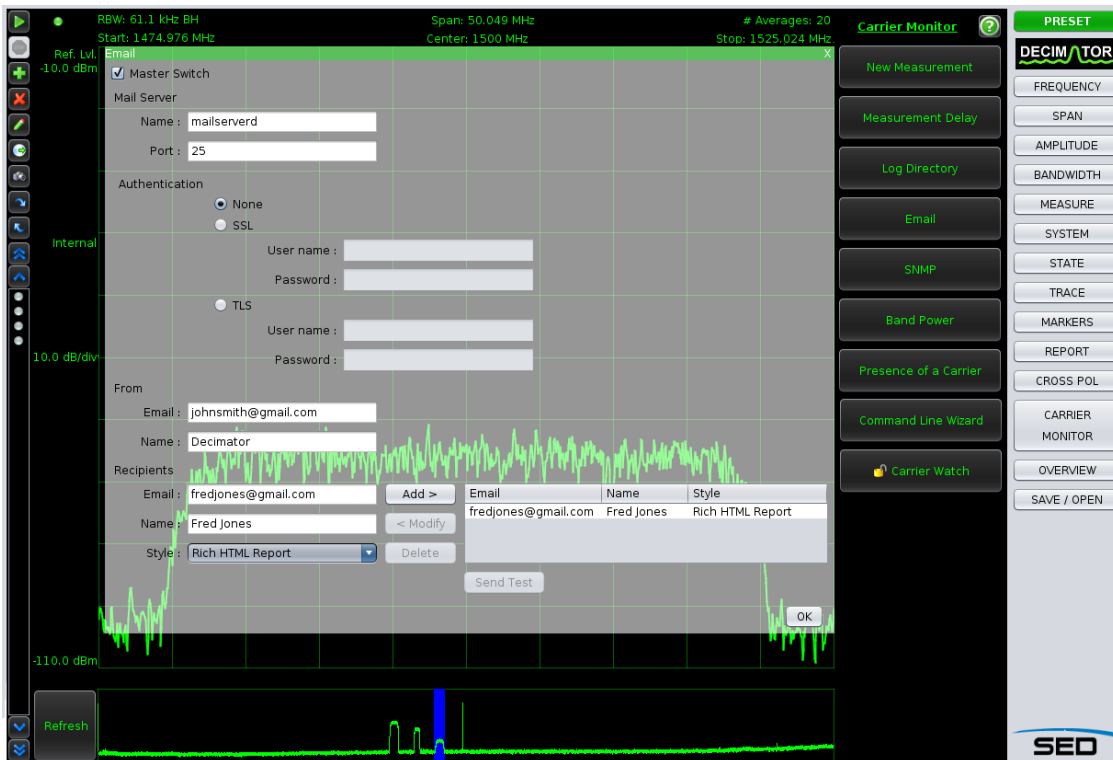 RBW: 61.1 kHz BH Span: 50.049 MHz # Averages: 20
Start: 1474.976 MHz Center: 1500 MHz Stop: 1525.024 MHz
Ref. Lvl.
-10.0 dBm
Internal
10.0 dB/div
-110.0 dBm
Email X
Master Switch
Mail Server
Name : mailserverd
Port : 25
Authentication
None
SSL
User name :
Password :
TLS
User name :
Password :
From
Email : johnsmith@gmail.com
Name : Decimator
Recipients
Email : fredjones@gmail.com Add >
Name : Fred Jones < Modify
Style : Rich HTML Report Delete
Email Name Style
fredjones@gmail.com Fred Jones Rich HTML Report
Send Test
OK
Refresh
Carrier Monitor ?
New Measurement
Measurement Delay
Log Directory
Email
SNMP
Band Power
Presence of a Carrier
Command Line Wizard
Carrier Watch
PRESET
DECIMATOR
FREQUENCY
SPAN
AMPLITUDE
BANDWIDTH
MEASURE
SYSTEM
STATE
TRACE
MARKERS
REPORT
CROSS POL
CARRIER
MONITOR
OVERVIEW
SAVE / OPEN
SED